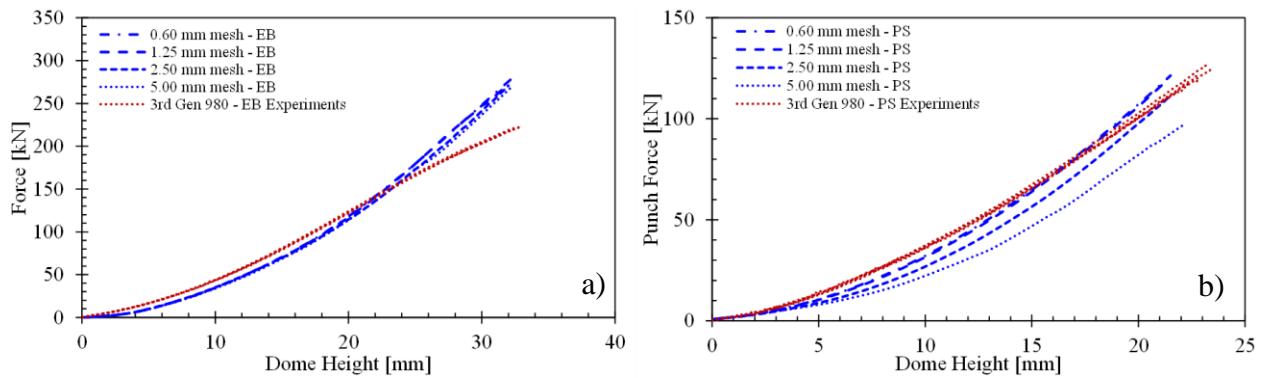 350
300
250
200
150
100
50
0
Force [kN]
0.60 mm mesh - EB
1.25 mm mesh - EB
2.50 mm mesh - EB
5.00 mm mesh - EB
3rd Gen 980 - EB Experiments
a)
0 10 20 30 40
Dome Height [mm]
150
100
50
0
Punch Force [kN]
0.60 mm mesh - PS
1.25 mm mesh - PS
2.50 mm mesh - PS
5.00 mm mesh - PS
3rd Gen 980 - PS Experiments
b)
0 5 10 15 20 25
Dome Height [mm]